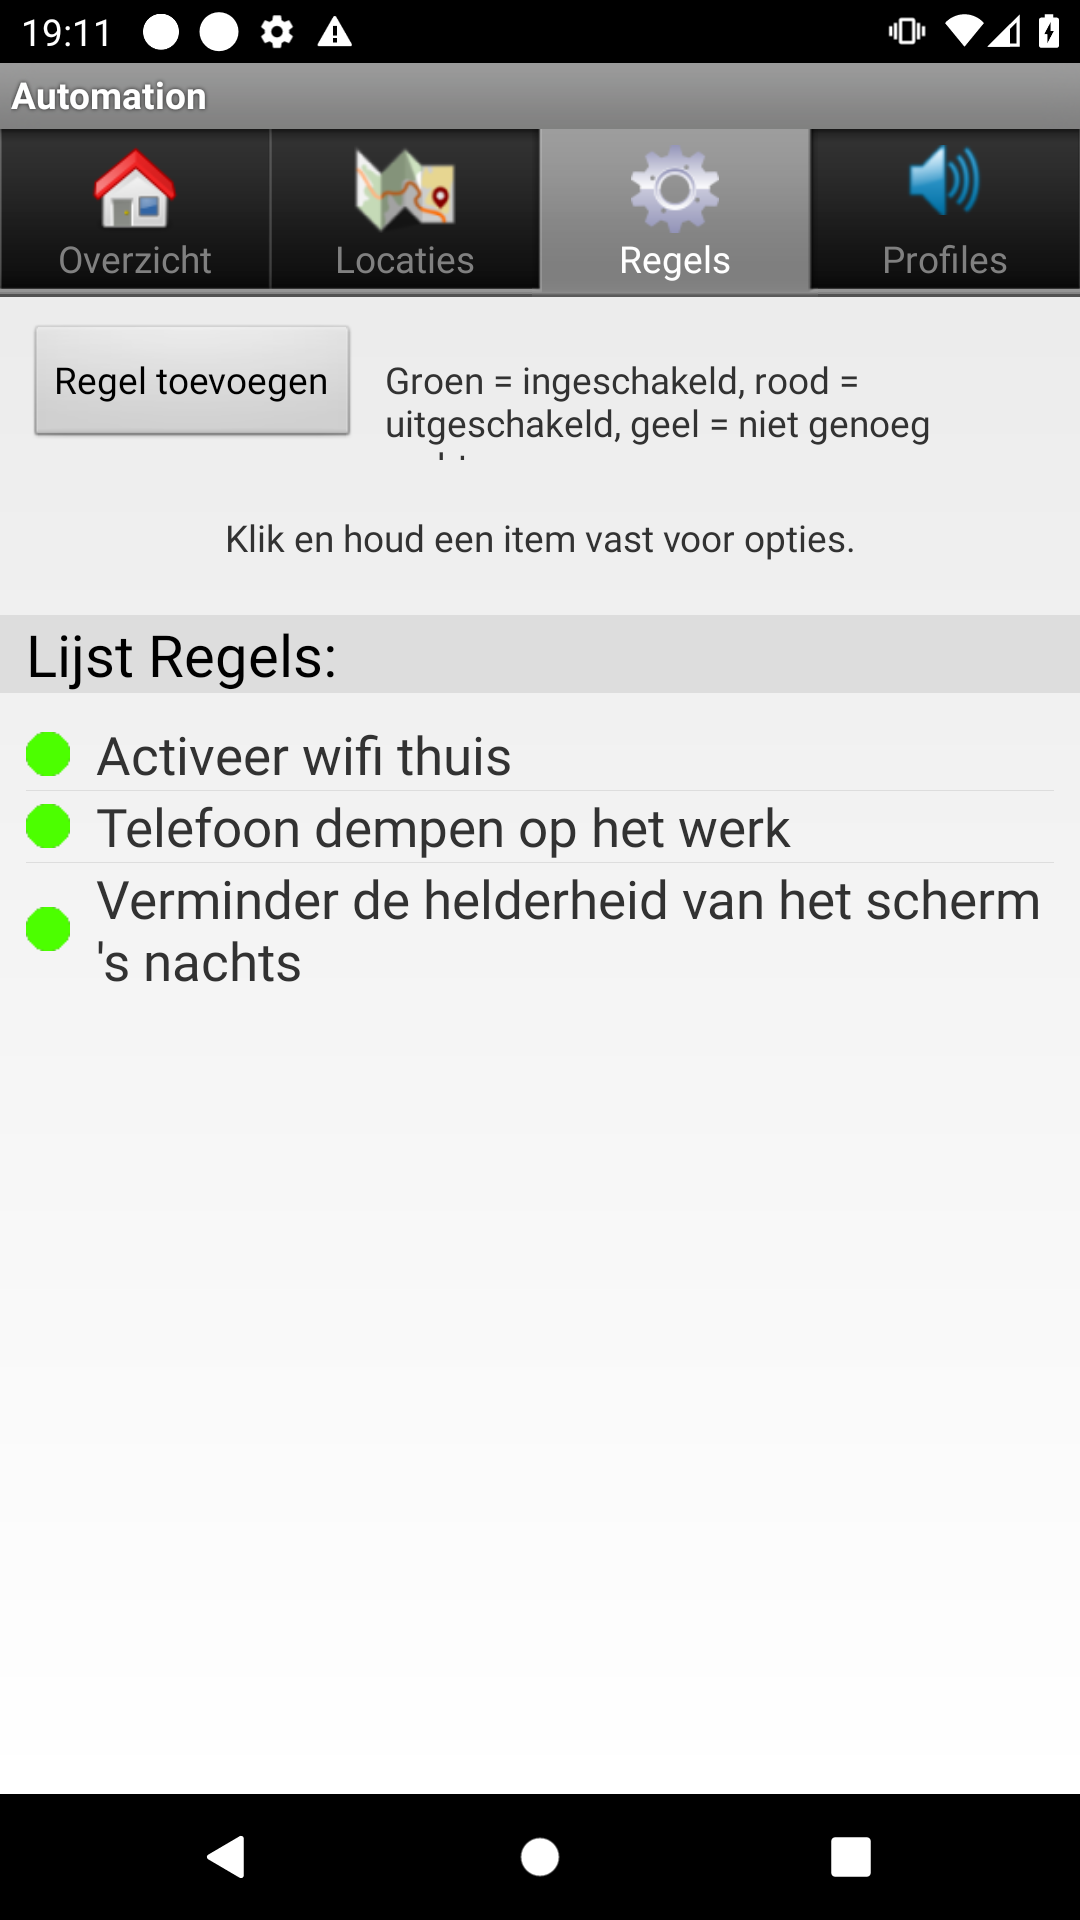 19:11
Automation
Overzicht
Locaties
Regels
Profiles
Regel toevoegen
Groen = ingeschakeld, rood =
uitgeschakeld, geel = niet genoeg
Klik en houd een item vast voor opties.
Lijst Regels:
Activeer wifi thuis
Telefoon dempen op het werk
Verminder de helderheid van het scherm
's nachts